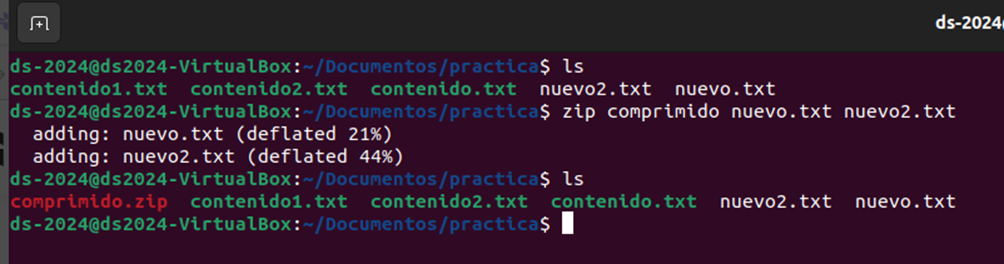 ds-2024
ds-2024@ds2024-VirtualBox:~/Documentos/practica$ ls
contenido1.txt  contenido2.txt  contenido.txt  nuevo2.txt  nuevo.txt
ds-2024@ds2024-VirtualBox:~/Documentos/practica$ zip comprimido nuevo.txt nuevo2.txt
  adding: nuevo.txt (deflated 21%)
  adding: nuevo2.txt (deflated 44%)
ds-2024@ds2024-VirtualBox:~/Documentos/practica$ ls
comprimido.zip  contenido1.txt  contenido2.txt  contenido.txt  nuevo2.txt  nuevo.txt
ds-2024@ds2024-VirtualBox:~/Documentos/practica$